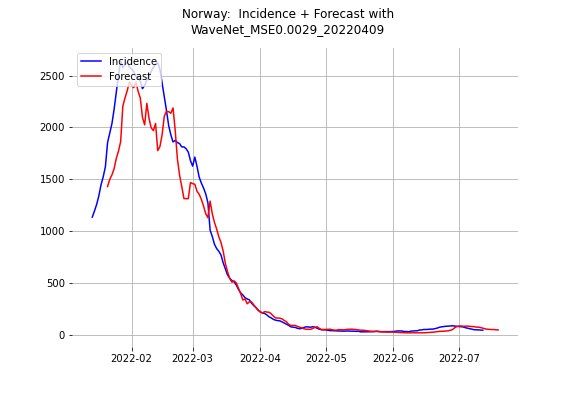 Norway:  Incidence + Forecast with
WaveNet_MSE0.0029_20220409
Incidence
Forecast
2500
2000
1500
1000
500
0
2022-02 2022-03 2022-04 2022-05 2022-06 2022-07